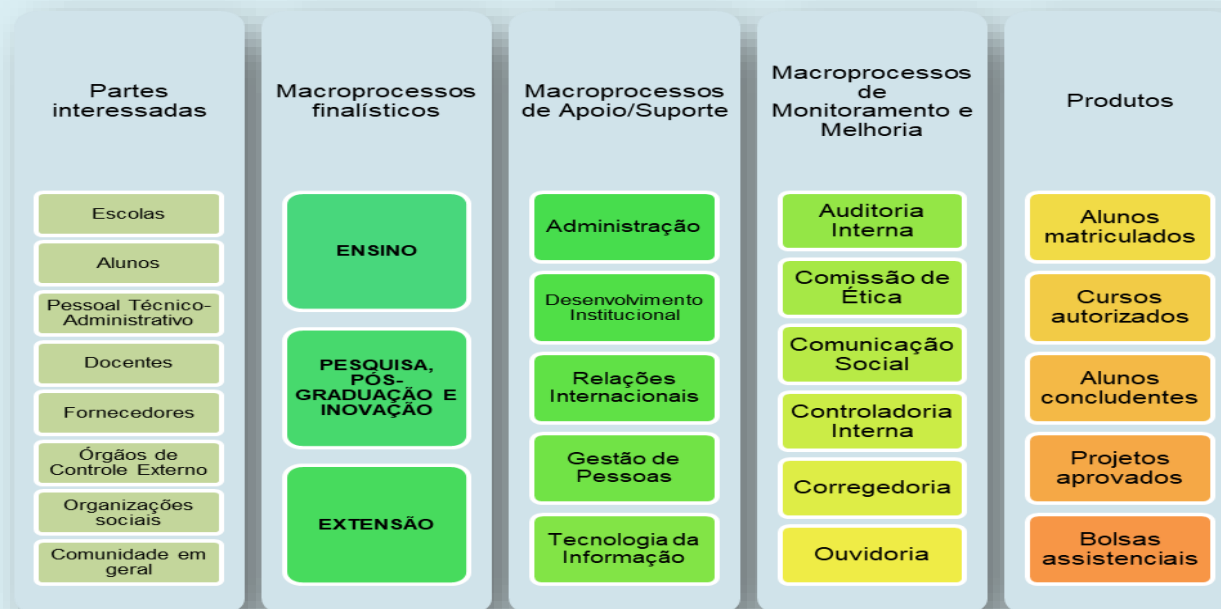 Partes
interessadas
Escolas
Alunos
Pessoal Técnico-
Administrativo
Docentes
Fornecedores
Órgãos de
Controle Externo
Organizações
sociais
Comunidade em
geral
Macroprocessos
finalísticos
ENSINO
PESQUISA,
PÓS-
GRADUAÇÃO E
INOVAÇÃO
EXTENSÃO
Macroprocessos
de Apoio/Suporte
Administração
Desenvolvimento
Institucional
Relações
Internacionais
Gestão de
Pessoas
Tecnologia da
Informação
Macroprocessos
de
Monitoramento e
Melhoria
Auditoria
Interna
Comissão de
Ética
Comunicação
Social
Controladoria
Interna
Corregedoria
Ouvidoria
Produtos
Alunos
matriculados
Cursos
autorizados
Alunos
concludentes
Projetos
aprovados
Bolsas
assistenciais